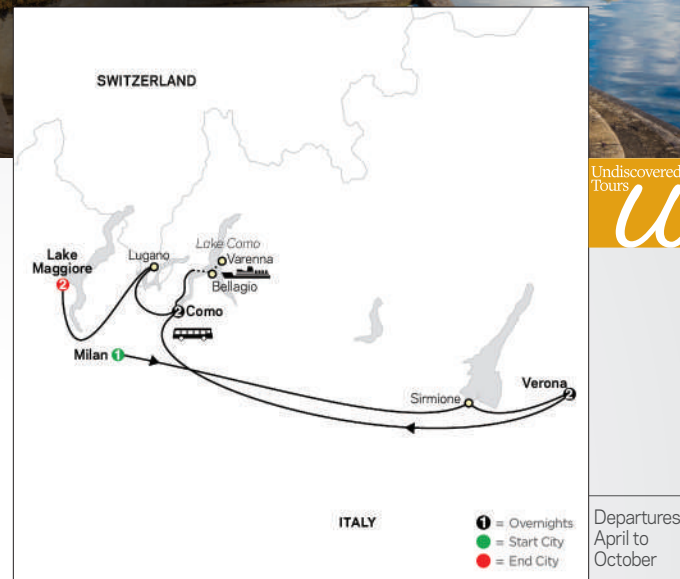 SWITZERLAND
Undiscovered
Tours
U
Lake Como
Lugano
Varenna
Lake
Maggiore
2
Bellagio
2 Como
Milan 1
Verona
2
Sirmione
ITALY
1 = Overnights
= Start City
= End City
Departures
April to
October